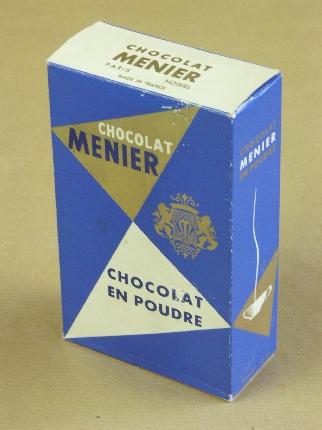 CHOCOLAT
MENIER
PARIS NOISIEL
MADE IN FRANCE
CHOCOLAT
MENIER
CHOCOLAT
EN POUDRE
CHOCOLAT
MENIER
EN POUDRE